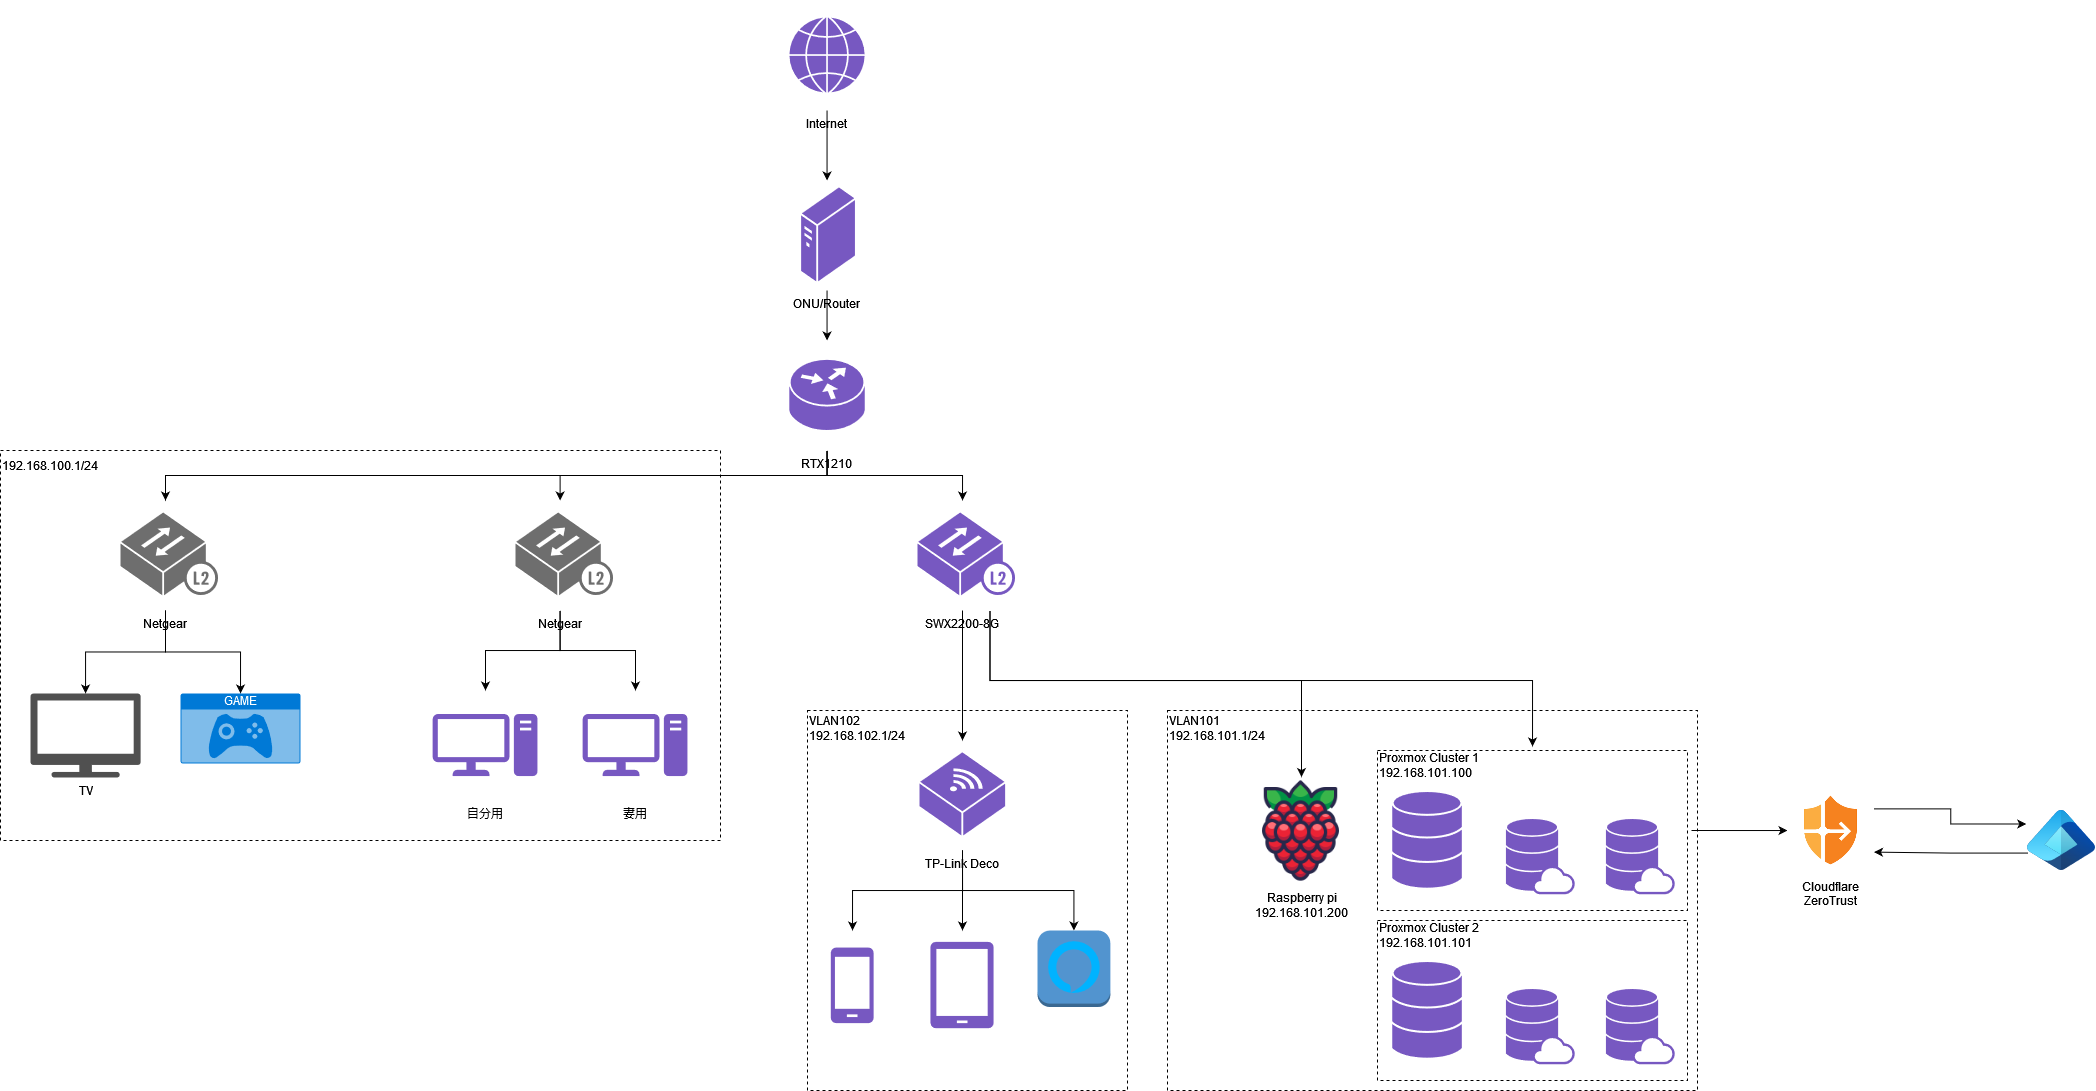 Internet
ONU/Router
RTX1210
192.168.100.1/24
L2
L2
L2
Netgear
Netgear
SWX2200-8G
GAME
TV
自分用
妻用
VLAN102
192.168.102.1/24
TP-Link Deco
VLAN101
192.168.101.1/24
Raspberry pi
192.168.101.200
Proxmox Cluster 1
192.168.101.100
Proxmox Cluster 2
192.168.101.101
Cloudflare
ZeroTrust